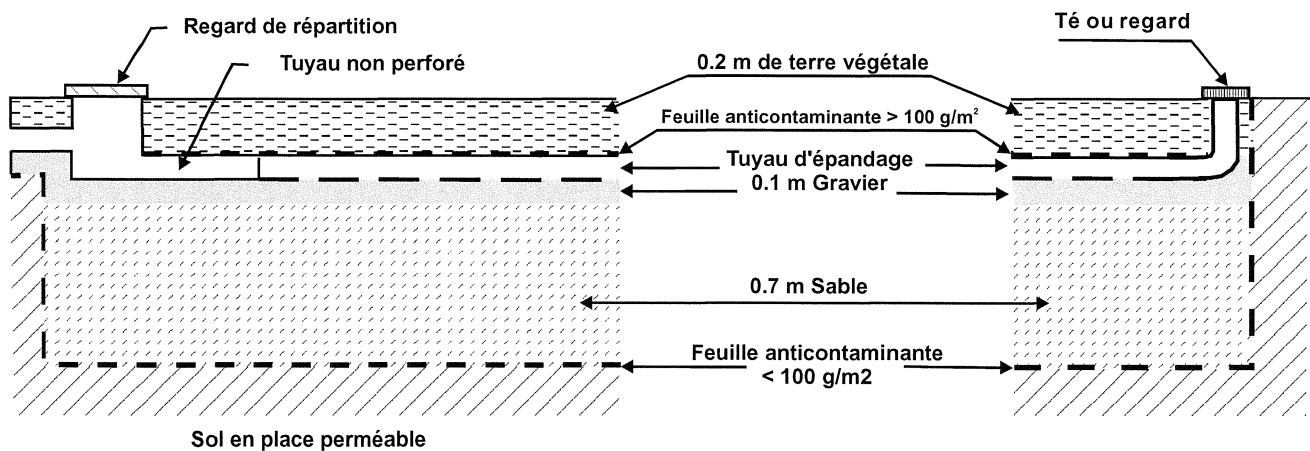 Regard de répartition
Té ou regard
Tuyau non perforé
0.2 m de terre végétale
Feuille anticontaminante > 100 g/m²
Tuyau d'épandage
0.1 m Gravier
0.7 m Sable
Feuille anticontaminante
< 100 g/m2
Sol en place perméable